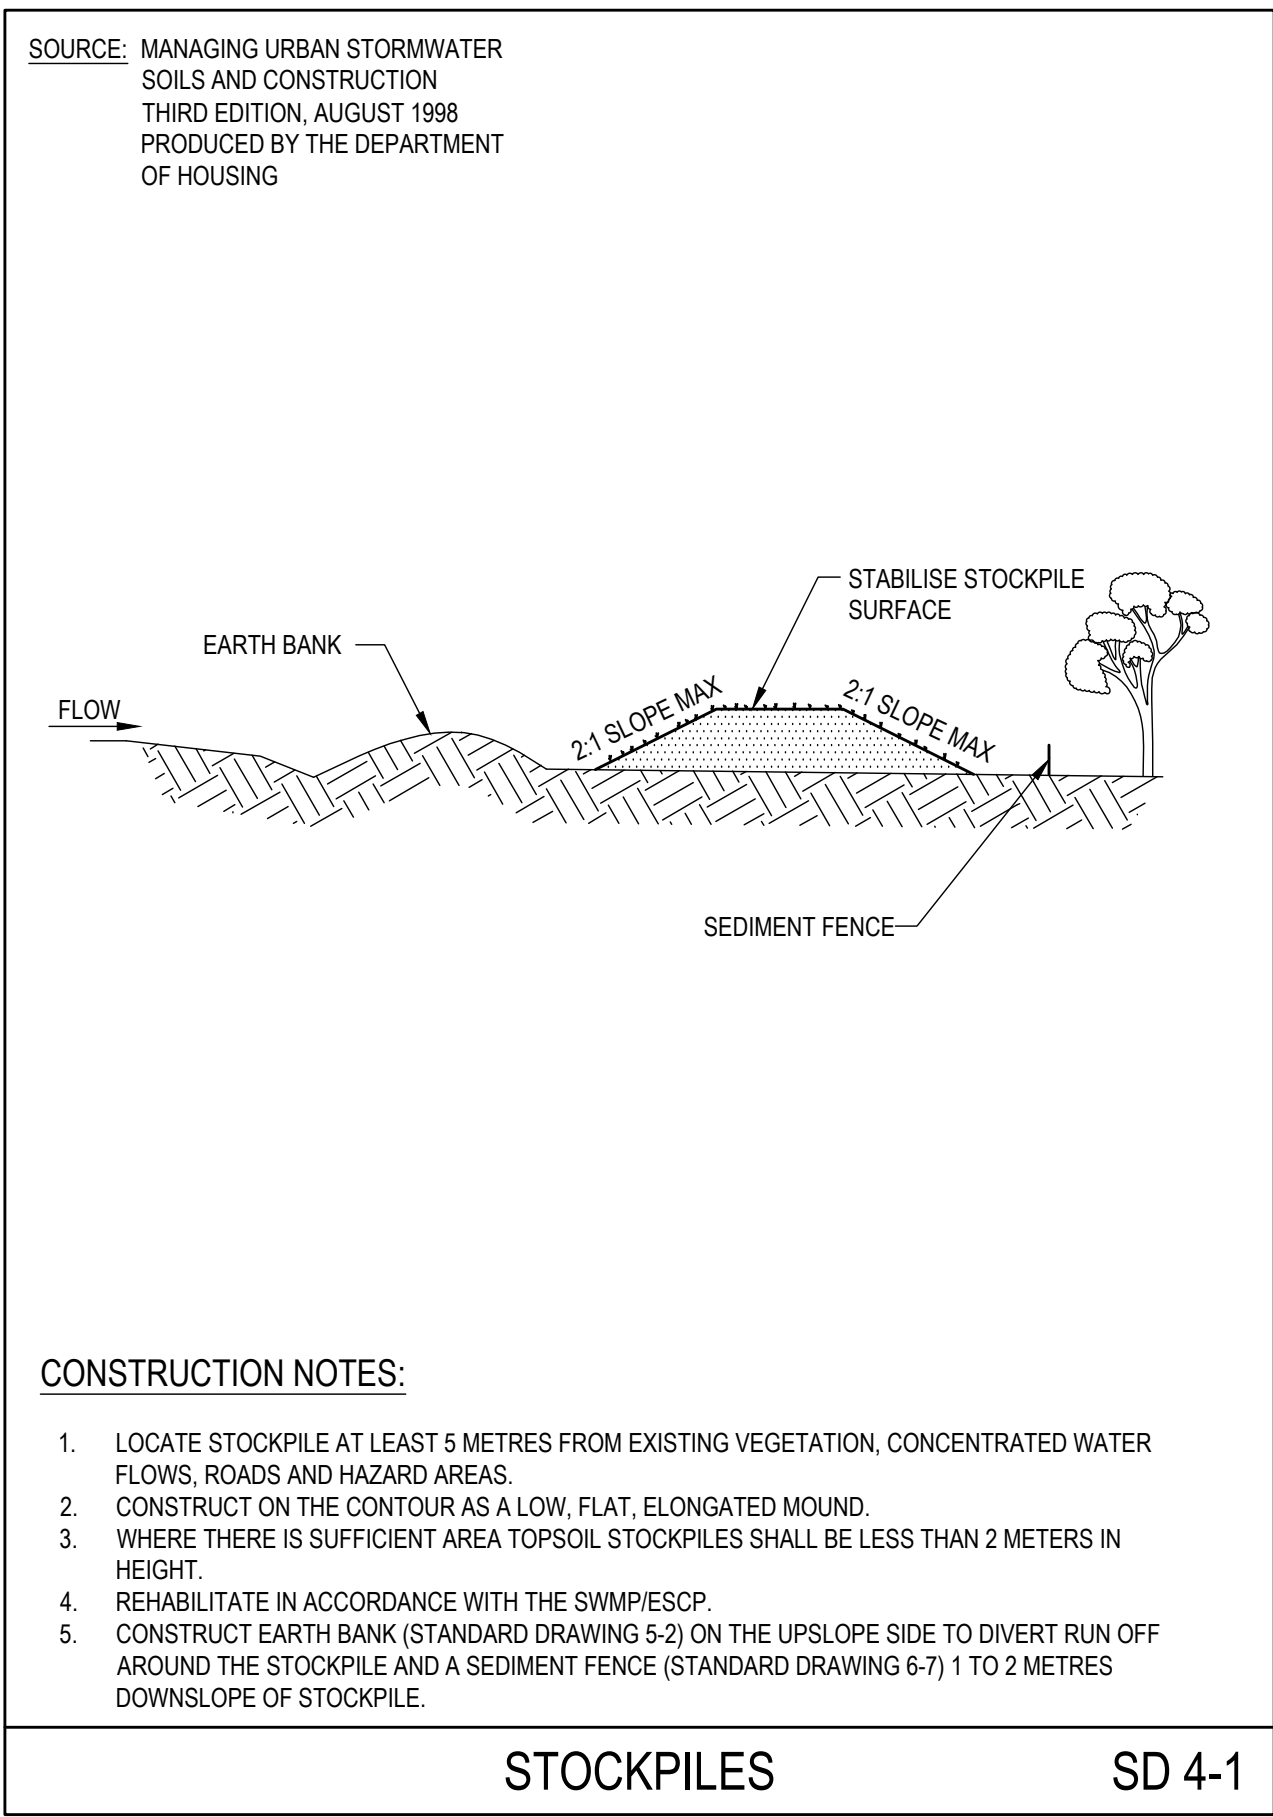 SOURCE: MANAGING URBAN STORMWATER
SOILS AND CONSTRUCTION
THIRD EDITION, AUGUST 1998
PRODUCED BY THE DEPARTMENT
OF HOUSING
STABILISE STOCKPILE
SURFACE
EARTH BANK
FLOW
2:1 SLOPE MAX
2:1 SLOPE MAX
SEDIMENT FENCE
CONSTRUCTION NOTES:
1. LOCATE STOCKPILE AT LEAST 5 METRES FROM EXISTING VEGETATION, CONCENTRATED WATER
FLOWS, ROADS AND HAZARD AREAS.
2. CONSTRUCT ON THE CONTOUR AS A LOW, FLAT, ELONGATED MOUND.
3. WHERE THERE IS SUFFICIENT AREA TOPSOIL STOCKPILES SHALL BE LESS THAN 2 METERS IN
HEIGHT.
4. REHABILITATE IN ACCORDANCE WITH THE SWMP/ESCP.
5. CONSTRUCT EARTH BANK (STANDARD DRAWING 5-2) ON THE UPSLOPE SIDE TO DIVERT RUN OFF
AROUND THE STOCKPILE AND A SEDIMENT FENCE (STANDARD DRAWING 6-7) 1 TO 2 METRES
DOWNSLOPE OF STOCKPILE.
STOCKPILES SD 4-1